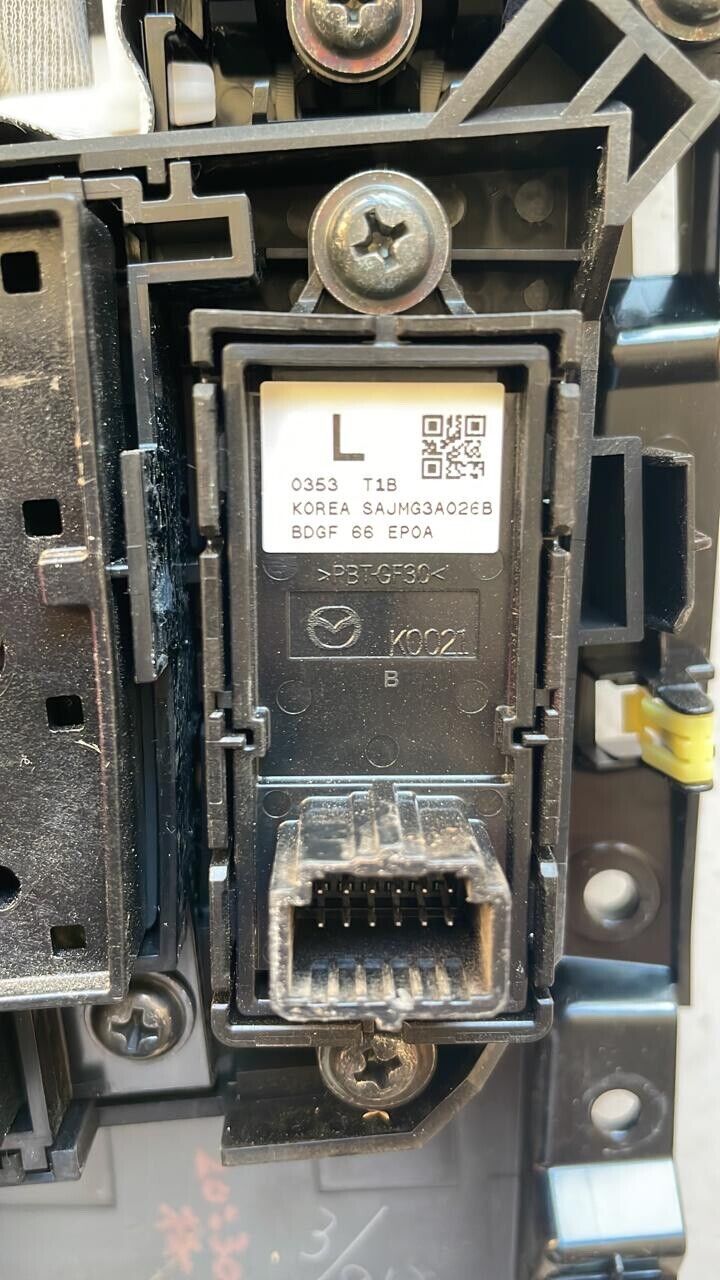 L
0353 T1B
KOREA SAJMG3A026B
BDGF 66 EP0A
>PBT-GF30<
K0021
B